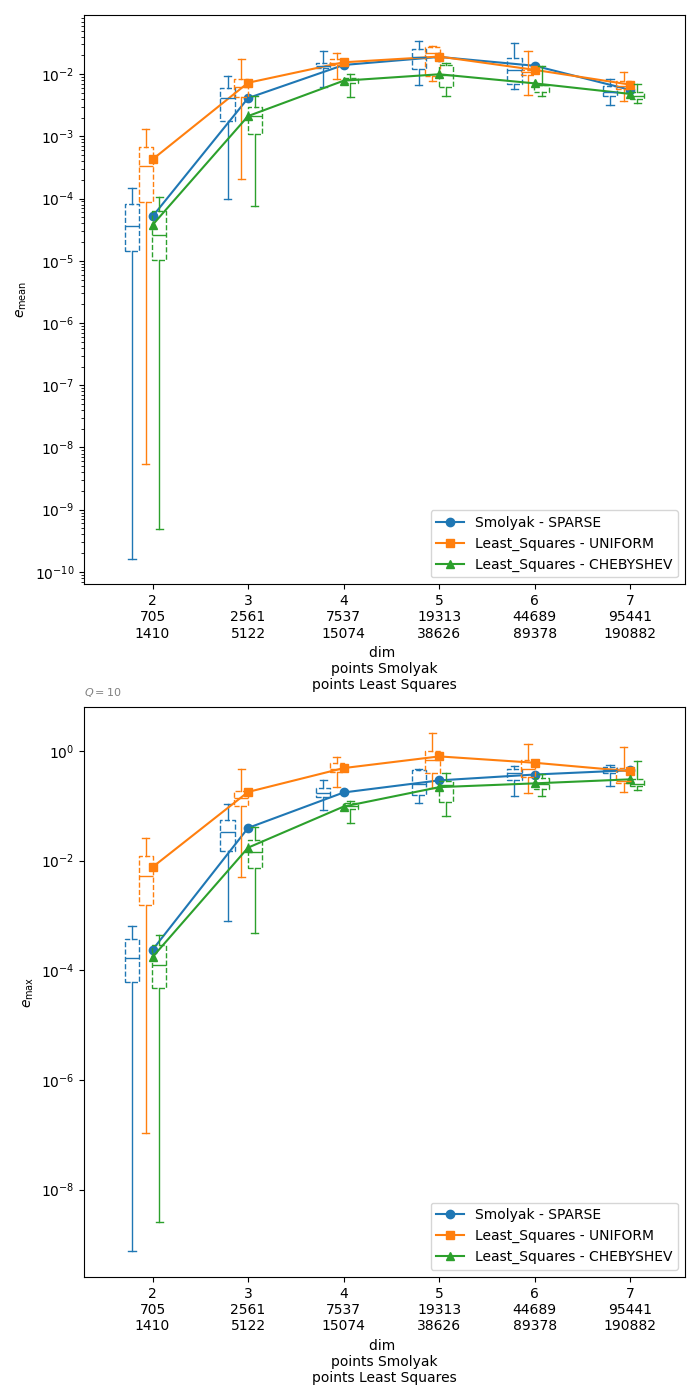 10⁻²
10⁻³
10⁻⁴
10⁻⁵
10⁻⁶
10⁻⁷
10⁻⁸
10⁻⁹
10⁻¹⁰
e_mean
Smolyak - SPARSE
Least_Squares - UNIFORM
Least_Squares - CHEBYSHEV
2 3 4 5 6 7
705 2561 7537 19313 44689 95441
1410 5122 15074 38626 89378 190882
dim
points Smolyak
points Least Squares
Q = 10
10⁰
10⁻²
10⁻⁴
10⁻⁶
10⁻⁸
e_max
Smolyak - SPARSE
Least_Squares - UNIFORM
Least_Squares - CHEBYSHEV
2 3 4 5 6 7
705 2561 7537 19313 44689 95441
1410 5122 15074 38626 89378 190882
dim
points Smolyak
points Least Squares